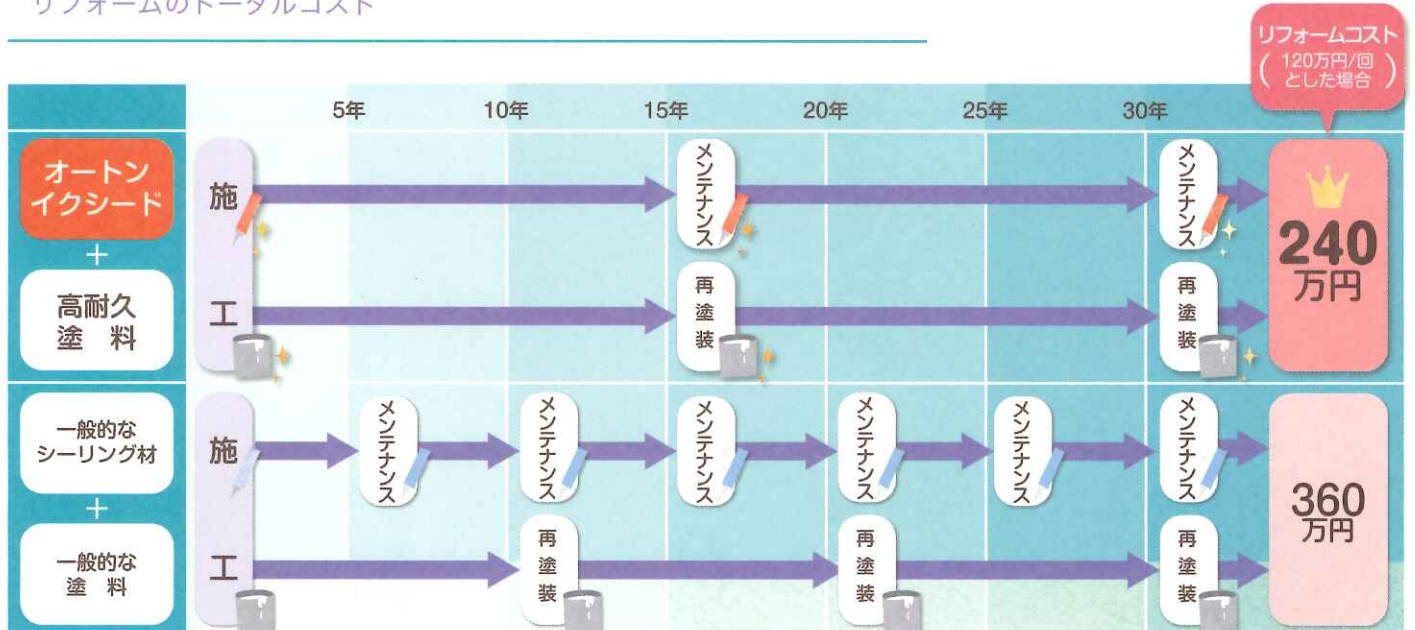 リフォームのトータルコスト
リフォームコスト
(120万円/回
とした場合)
5年
10年
15年
20年
25年
30年
オートン
イクシード
+
高耐久
塗料
施
工
メンテナンス
メンテナンス
再塗装
再塗装
240
万円
一般的な
シーリング材
+
一般的な
塗料
施
工
メンテナンス
メンテナンス
メンテナンス
メンテナンス
メンテナンス
メンテナンス
再塗装
再塗装
再塗装
360
万円